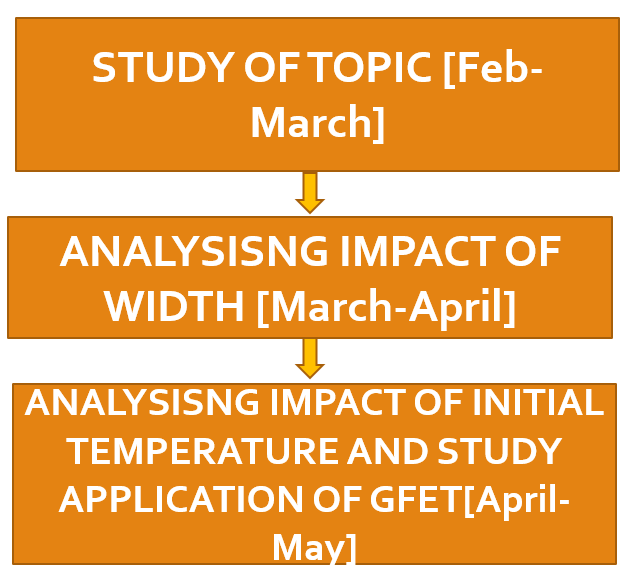 STUDY OF TOPIC [Feb-
March]
ANALYSISNG IMPACT OF
WIDTH [March-April]
ANALYSISNG IMPACT OF INITIAL
TEMPERATURE AND STUDY
APPLICATION OF GFET[April-
May]